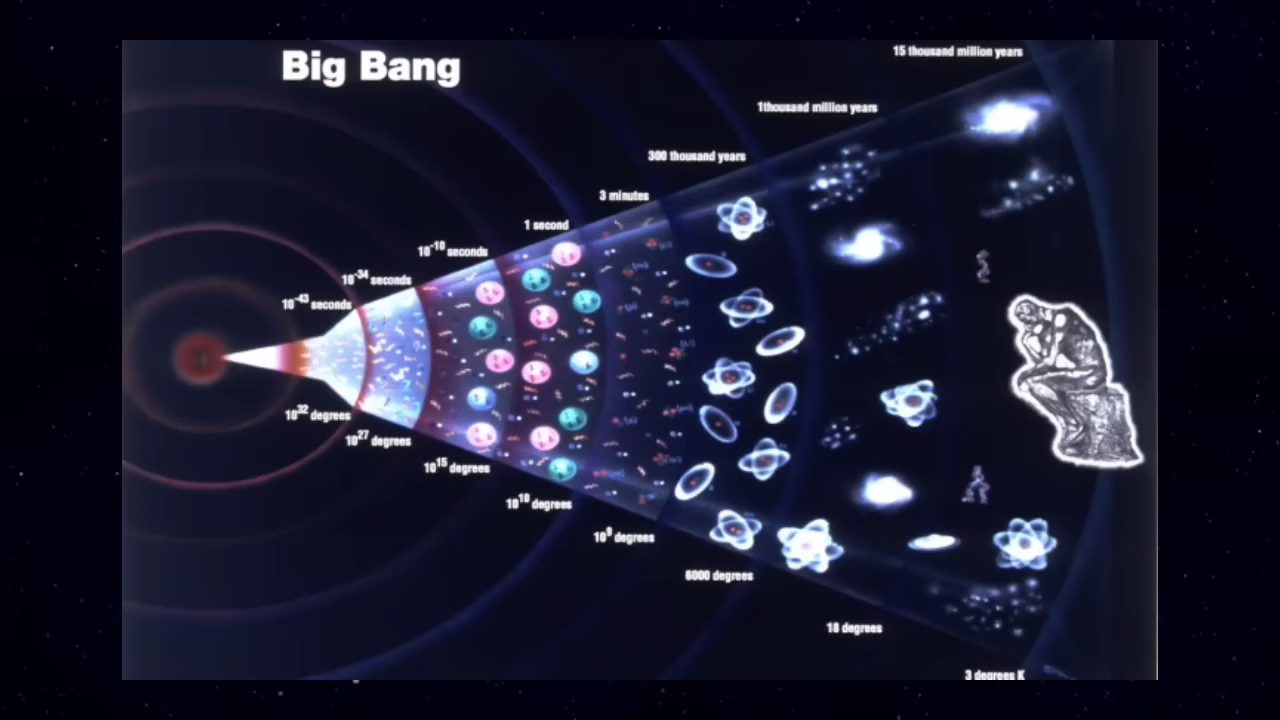 Big Bang
15 thousand million years
1thousand million years
300 thousand years
3 minutes
1 second
10-10 seconds
10-34 seconds
10-43 seconds
1032 degrees
1027 degrees
1015 degrees
1010 degrees
109 degrees
6000 degrees
18 degrees
3 degrees K